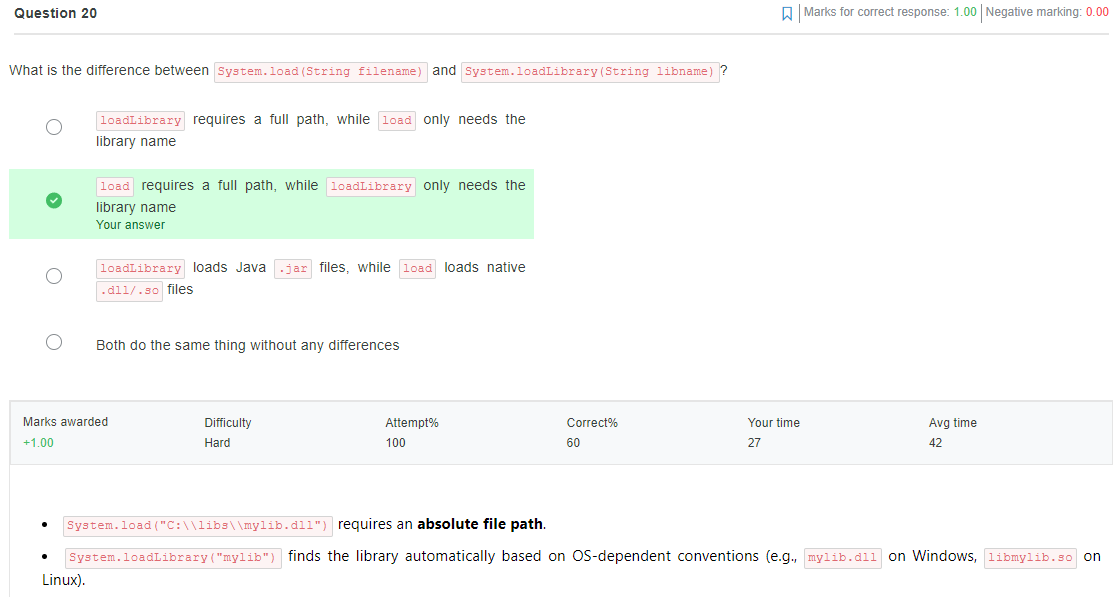 Question 20
Marks for correct response: 1.00 Negative marking: 0.00
What is the difference between System.load(String filename) and System.loadLibrary(String libname)?
loadLibrary requires a full path, while load only needs the
library name
load requires a full path, while loadLibrary only needs the
library name
Your answer
loadLibrary loads Java .jar files, while load loads native
.dll/.so files
Both do the same thing without any differences
Marks awarded Difficulty Attempt% Correct% Your time Avg time
+1.00 Hard 100 60 27 42
• System.load("C:\\libs\\mylib.dll") requires an absolute file path.
• System.loadLibrary("mylib") finds the library automatically based on OS-dependent conventions (e.g., mylib.dll on Windows, libmylib.so on
Linux).